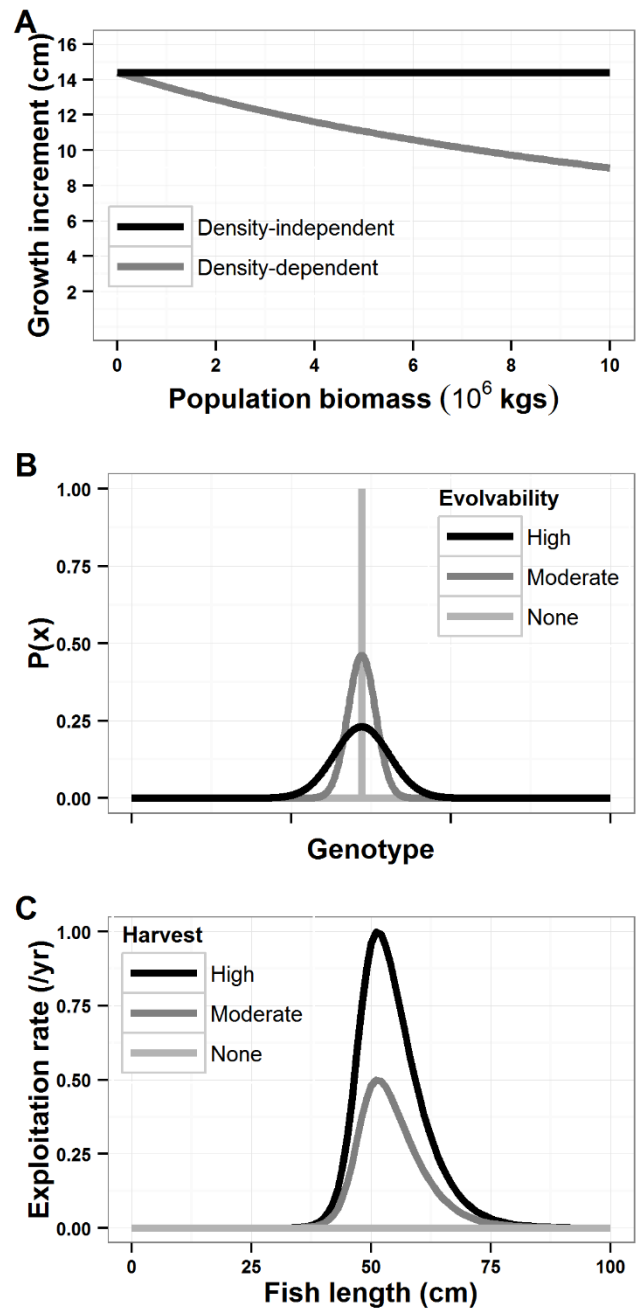 A
Growth increment (cm)
16
14
12
10
8
6
4
2
Density-independent
Density-dependent
0
2
4
6
8
10
Population biomass (10⁶ kgs)
B
P(x)
1.00
0.75
0.50
0.25
0.00
Evolvability
High
Moderate
None
Genotype
C
Exploitation rate (/yr)
1.00
0.75
0.50
0.25
0.00
Harvest
High
Moderate
None
0
25
50
75
100
Fish length (cm)